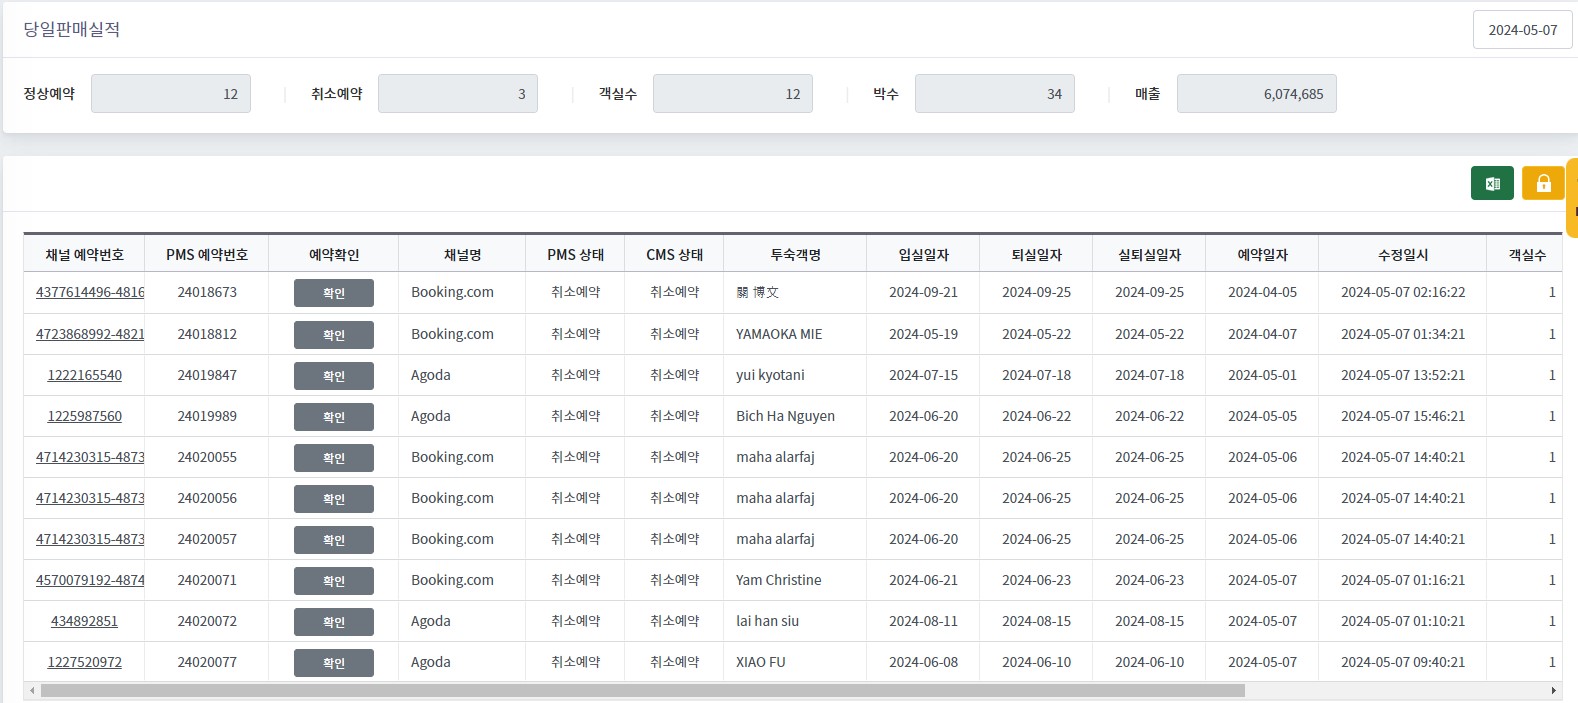 당일판매실적
2024-05-07
정상예약 12 취소예약 3 객실수 12 박수 34 매출 6,074,685
채널 예약번호 PMS 예약번호 예약확인 채널명 PMS 상태 CMS 상태 투숙객명 입실일자 퇴실일자 실퇴실일자 예약일자 수정일시 객실수
4377614496-4816 24018673 확인 Booking.com 취소예약 취소예약 關 博文 2024-09-21 2024-09-25 2024-09-25 2024-04-05 2024-05-07 02:16:22 1
4723868992-4821 24018812 확인 Booking.com 취소예약 취소예약 YAMAOKA MIE 2024-05-19 2024-05-22 2024-05-22 2024-04-07 2024-05-07 01:34:21 1
1222165540 24019847 확인 Agoda 취소예약 취소예약 yui kyotani 2024-07-15 2024-07-18 2024-07-18 2024-05-01 2024-05-07 13:52:21 1
1225987560 24019989 확인 Agoda 취소예약 취소예약 Bich Ha Nguyen 2024-06-20 2024-06-22 2024-06-22 2024-05-05 2024-05-07 15:46:21 1
4714230315-4873 24020055 확인 Booking.com 취소예약 취소예약 maha alarfaj 2024-06-20 2024-06-25 2024-06-25 2024-05-06 2024-05-07 14:40:21 1
4714230315-4873 24020056 확인 Booking.com 취소예약 취소예약 maha alarfaj 2024-06-20 2024-06-25 2024-06-25 2024-05-06 2024-05-07 14:40:21 1
4714230315-4873 24020057 확인 Booking.com 취소예약 취소예약 maha alarfaj 2024-06-20 2024-06-25 2024-06-25 2024-05-06 2024-05-07 14:40:21 1
4570079192-4874 24020071 확인 Booking.com 취소예약 취소예약 Yam Christine 2024-06-21 2024-06-23 2024-06-23 2024-05-07 2024-05-07 01:16:21 1
434892851 24020072 확인 Agoda 취소예약 취소예약 lai han siu 2024-08-11 2024-08-15 2024-08-15 2024-05-07 2024-05-07 01:10:21 1
1227520972 24020077 확인 Agoda 취소예약 취소예약 XIAO FU 2024-06-08 2024-06-10 2024-06-10 2024-05-07 2024-05-07 09:40:21 1